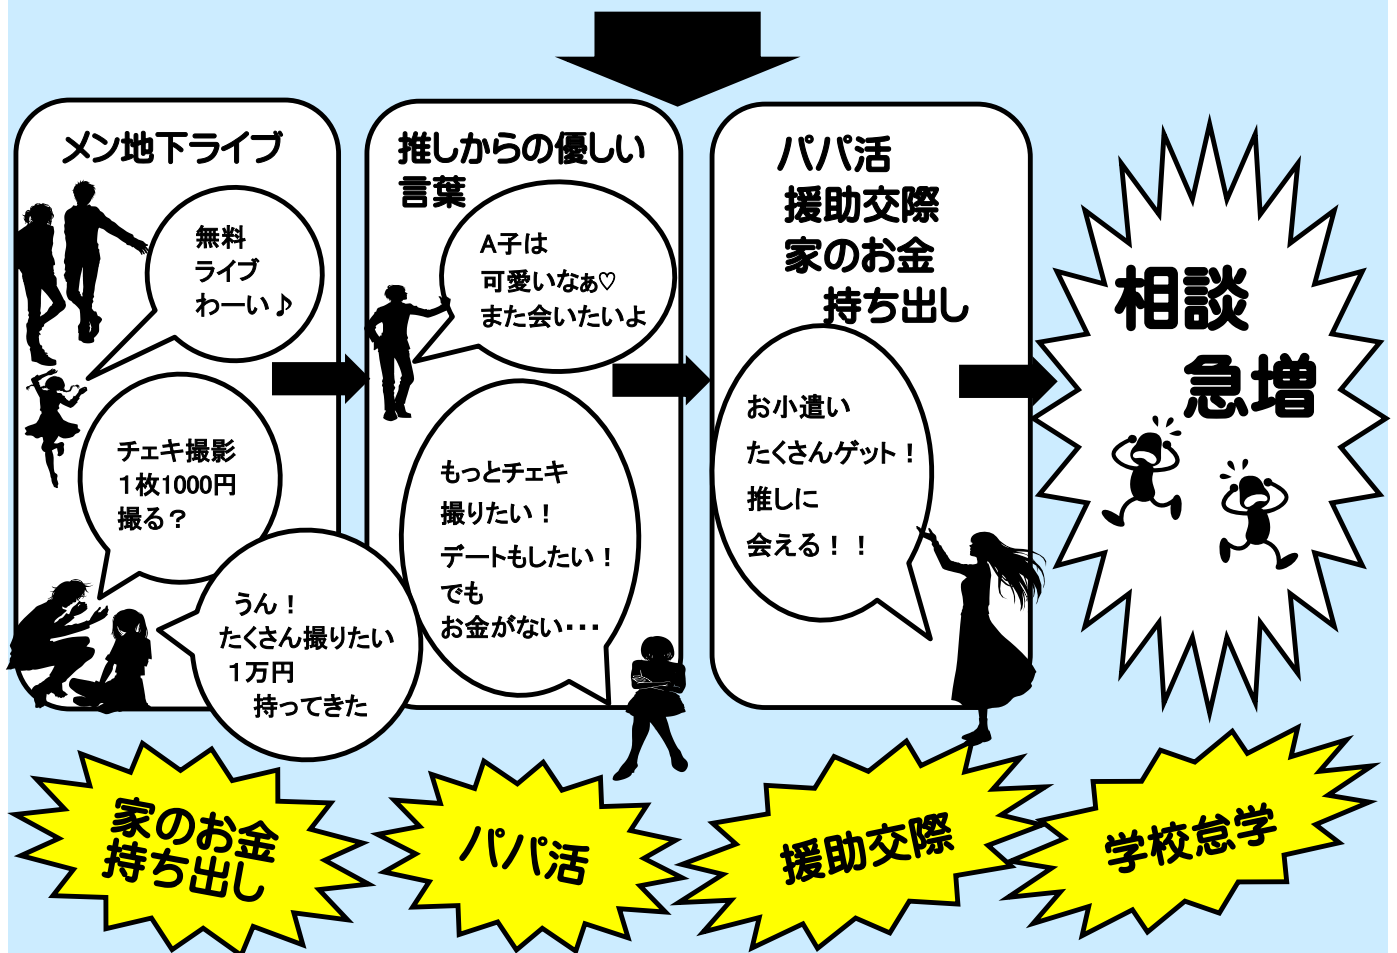 メン地下ライブ
無料
ライブ
わーい♪
チェキ撮影
1枚1000円
撮る？
うん！
たくさん撮りたい
1万円
持ってきた
推しからの優しい
言葉
A子は
可愛いなぁ♡
また会いたいよ
もっとチェキ
撮りたい！
デートもしたい！
でも
お金がない･･･
パパ活
援助交際
家のお金
持ち出し
お小遣い
たくさんゲット！
推しに
会える！！
相談
急増
家のお金
持ち出し
パパ活
援助交際
学校怠学